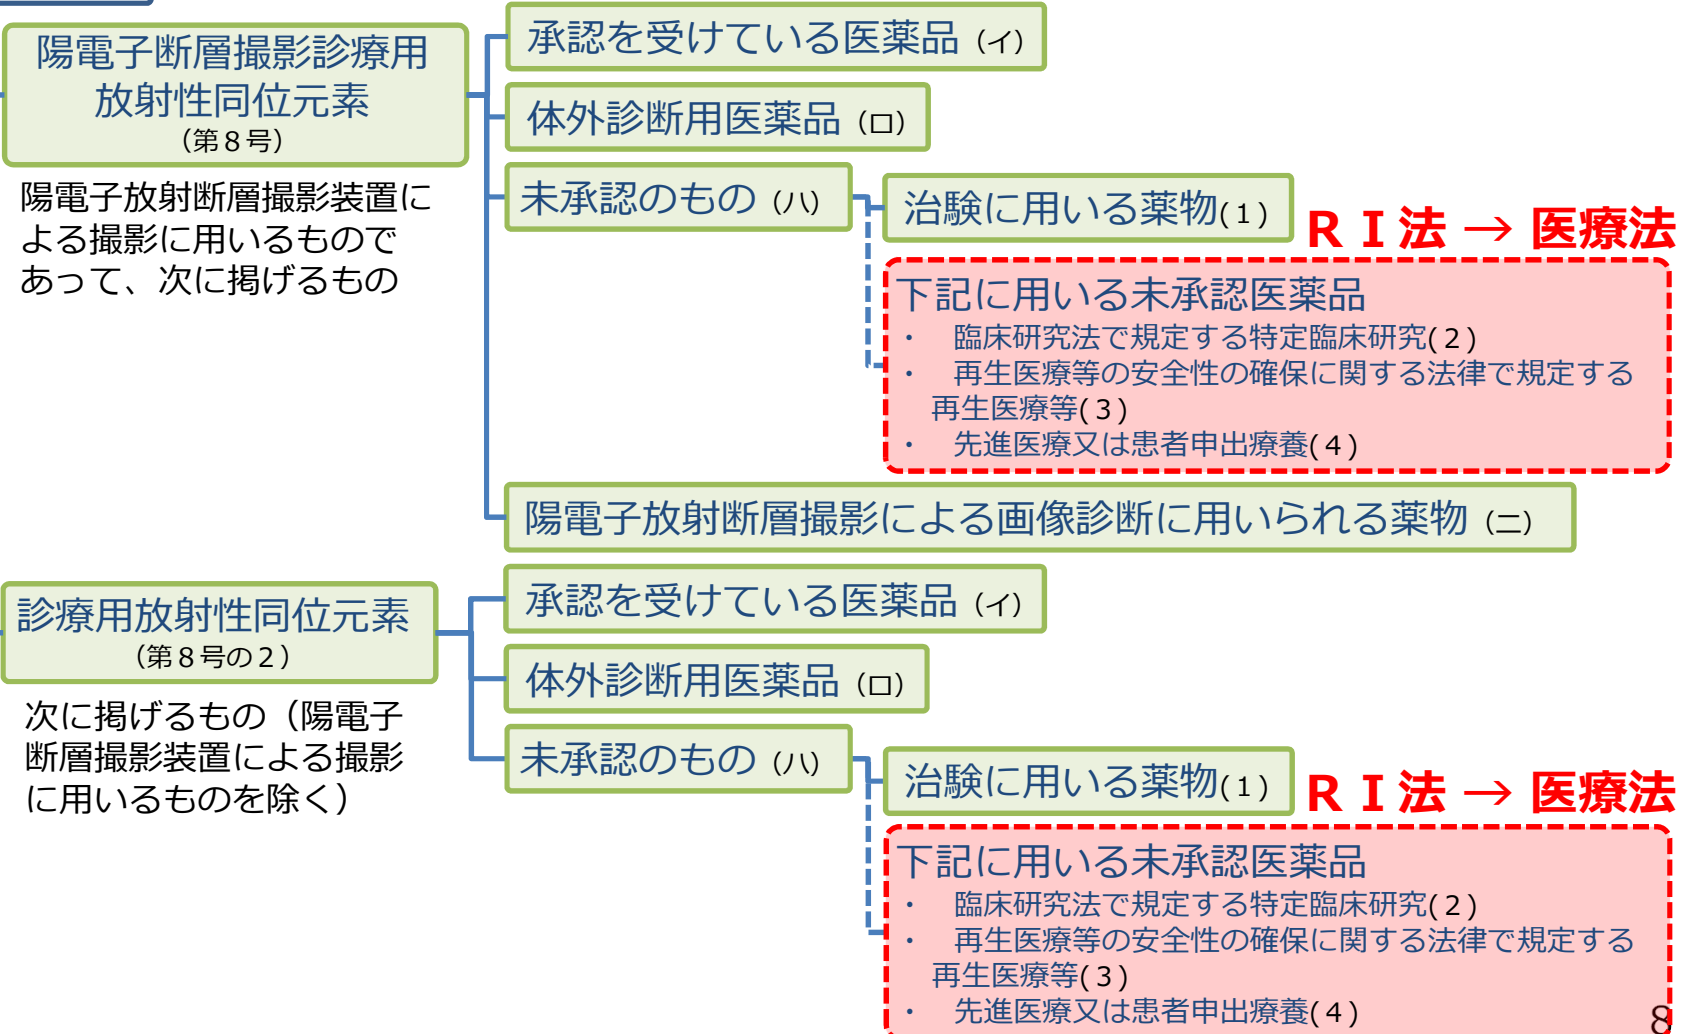 陽電子断層撮影診療用
放射性同位元素
（第８号）
陽電子放射断層撮影装置に
よる撮影に用いるもので
あって、次に掲げるもの
承認を受けている医薬品（イ）
体外診断用医薬品（ロ）
未承認のもの（ハ）
治験に用いる薬物(１)
ＲＩ法 → 医療法
下記に用いる未承認医薬品
・　臨床研究法で規定する特定臨床研究(２)
・　再生医療等の安全性の確保に関する法律で規定する
再生医療等(３)
・　先進医療又は患者申出療養(４)
陽電子放射断層撮影による画像診断に用いられる薬物（ニ）
診療用放射性同位元素
（第８号の２）
次に掲げるもの（陽電子
断層撮影装置による撮影
に用いるものを除く）
承認を受けている医薬品（イ）
体外診断用医薬品（ロ）
未承認のもの（ハ）
治験に用いる薬物(１)
ＲＩ法 → 医療法
下記に用いる未承認医薬品
・　臨床研究法で規定する特定臨床研究(２)
・　再生医療等の安全性の確保に関する法律で規定する
再生医療等(３)
・　先進医療又は患者申出療養(４)
8